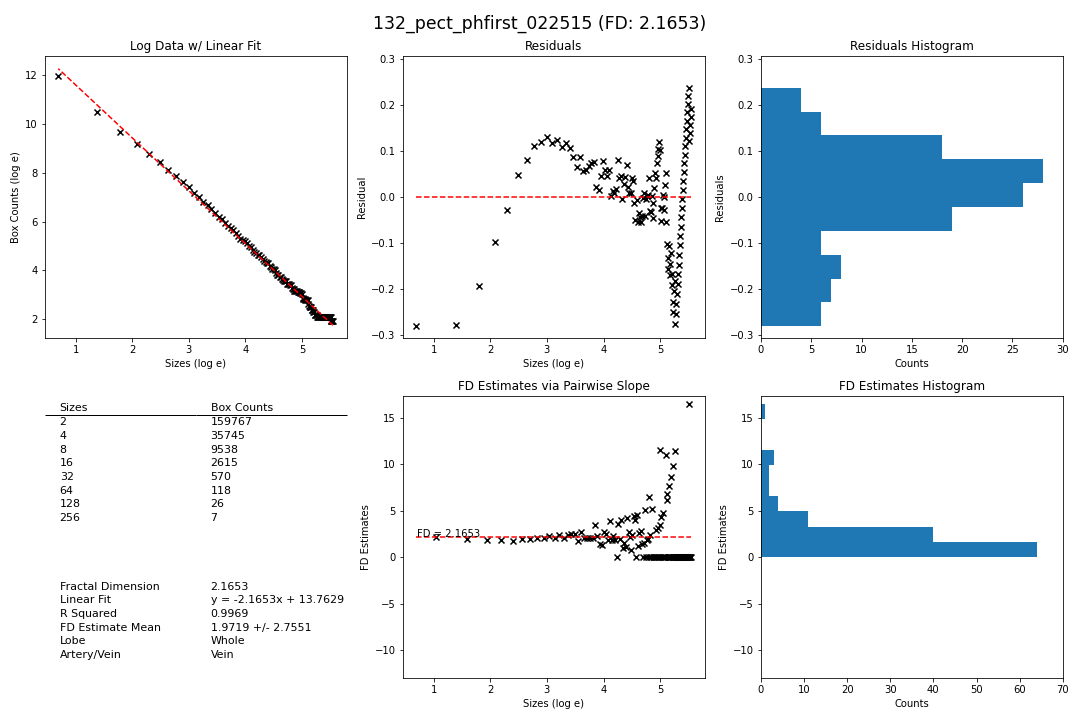 132_pect_phfirst_022515 (FD: 2.1653)
Log Data w/ Linear Fit
Box Counts (log e)
12
10
8
6
4
2
1 2 3 4 5
Sizes (log e)
Residuals
Residual
0.3
0.2
0.1
0.0
−0.1
−0.2
−0.3
1 2 3 4 5
Sizes (log e)
Residuals Histogram
Residuals
0.3
0.2
0.1
0.0
−0.1
−0.2
−0.3
0 5 10 15 20 25 30
Counts
Sizes Box Counts
2 159767
4 35745
8 9538
16 2615
32 570
64 118
128 26
256 7
Fractal Dimension 2.1653
Linear Fit y = -2.1653x + 13.7629
R Squared 0.9969
FD Estimate Mean 1.9719 +/- 2.7551
Lobe Whole
Artery/Vein Vein
FD Estimates via Pairwise Slope
FD Estimates
15
10
5
0
−5
−10
FD = 2.1653
1 2 3 4 5
Sizes (log e)
FD Estimates Histogram
FD Estimates
15
10
5
0
−5
−10
0 10 20 30 40 50 60 70
Counts